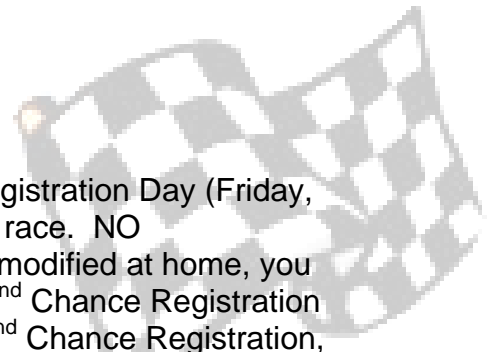 gistration Day (Friday,
race. NO
modified at home, you
nd Chance Registration
nd Chance Registration,